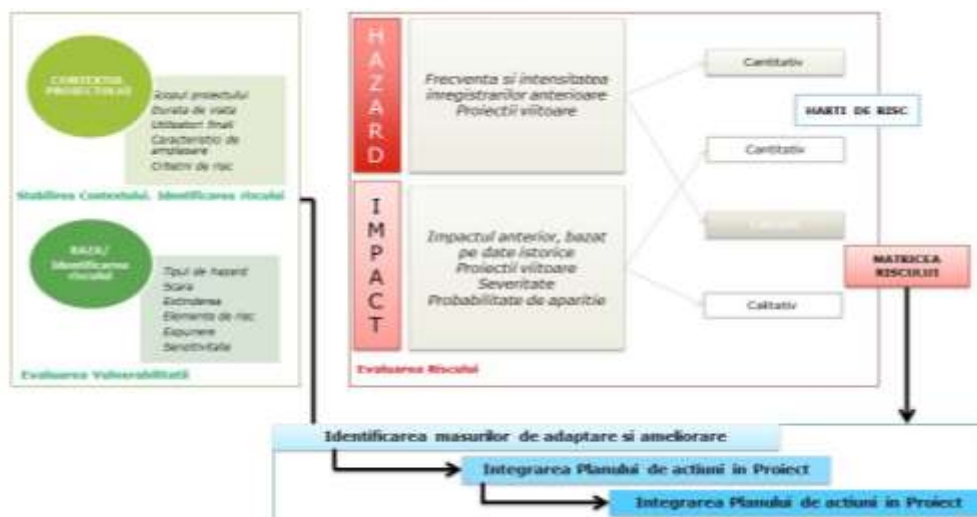 CONTEXTUL
PROIECTULUI
Scopul proiectului
Durata de viata
Utilizatori finali
Caracteristici de
amplasare
Criterii de risc
Stabilirea Contextului. Identificarea riscului
BAZA/
Identificarea
riscului
Tipul de hazard
Scara
Extinderea
Elemente de risc
Expunere
Senzitivitate
Evaluarea Vulnerabilitatii
HAZARD
Frecventa si intensitatea
inregistrarilor anterioare
Proiectii viitoare
IMPACT
Impactul anterior, bazat
pe date istorice
Proiectii viitoare
Severitate
Probabilitate de aparitie
Evaluarea Riscului
Cantitativ
Cantitativ
Calitativ
HARTI DE RISC
MATRICEA
RISCULUI
Identificarea masurilor de adaptare si ameliorare
Integrarea Planului de actiuni in Proiect
Integrarea Planului de actiuni in Proiect